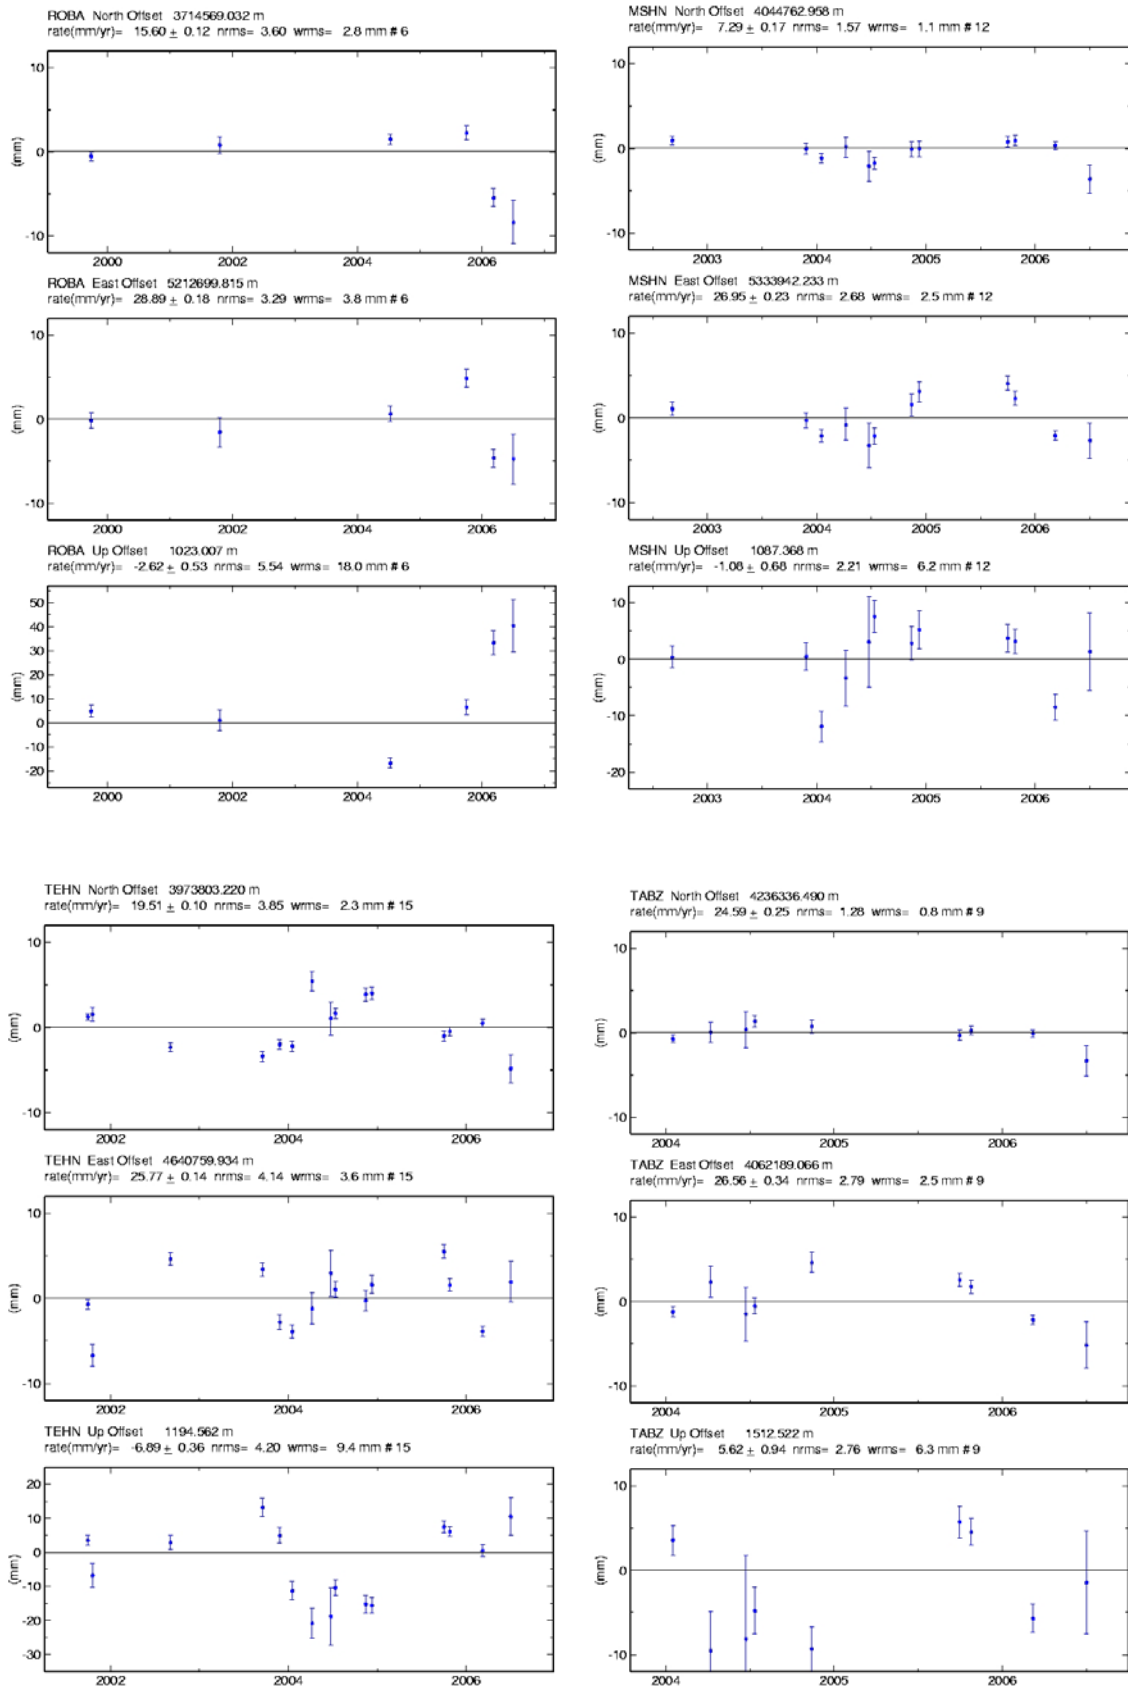 ROBA North Offset 3714569.032 m
rate(mm/yr)= 15.60 ± 0.12 nrms= 3.60 wrms= 2.8 mm # 6
10
0
-10
(mm)
2000 2002 2004 2006
ROBA East Offset 5212699.815 m
rate(mm/yr)= 28.89 ± 0.18 nrms= 3.29 wrms= 3.8 mm # 6
10
0
-10
(mm)
2000 2002 2004 2006
ROBA Up Offset 1023.007 m
rate(mm/yr)= -2.62 ± 0.53 nrms= 5.54 wrms= 18.0 mm # 6
50
40
30
20
10
0
-10
-20
(mm)
2000 2002 2004 2006
MSHN North Offset 4044762.958 m
rate(mm/yr)= 7.29 ± 0.17 nrms= 1.57 wrms= 1.1 mm # 12
10
0
-10
(mm)
2003 2004 2005 2006
MSHN East Offset 5333942.233 m
rate(mm/yr)= 26.95 ± 0.23 nrms= 2.68 wrms= 2.5 mm # 12
10
0
-10
(mm)
2003 2004 2005 2006
MSHN Up Offset 1087.368 m
rate(mm/yr)= -1.08 ± 0.68 nrms= 2.21 wrms= 6.2 mm # 12
10
0
-10
-20
(mm)
2003 2004 2005 2006
TEHN North Offset 3973803.220 m
rate(mm/yr)= 19.51 ± 0.10 nrms= 3.85 wrms= 2.3 mm # 15
10
0
-10
(mm)
2002 2004 2006
TEHN East Offset 4640759.934 m
rate(mm/yr)= 25.77 ± 0.14 nrms= 4.14 wrms= 3.6 mm # 15
10
0
-10
(mm)
2002 2004 2006
TEHN Up Offset 1194.562 m
rate(mm/yr)= -6.89 ± 0.36 nrms= 4.20 wrms= 9.4 mm # 15
20
10
0
-10
-20
-30
(mm)
2002 2004 2006
TABZ North Offset 4236336.490 m
rate(mm/yr)= 24.59 ± 0.25 nrms= 1.28 wrms= 0.8 mm # 9
10
0
-10
(mm)
2004 2005 2006
TABZ East Offset 4062189.066 m
rate(mm/yr)= 26.56 ± 0.34 nrms= 2.79 wrms= 2.5 mm # 9
10
0
-10
(mm)
2004 2005 2006
TABZ Up Offset 1512.522 m
rate(mm/yr)= 5.62 ± 0.94 nrms= 2.76 wrms= 6.3 mm # 9
10
0
-10
(mm)
2004 2005 2006